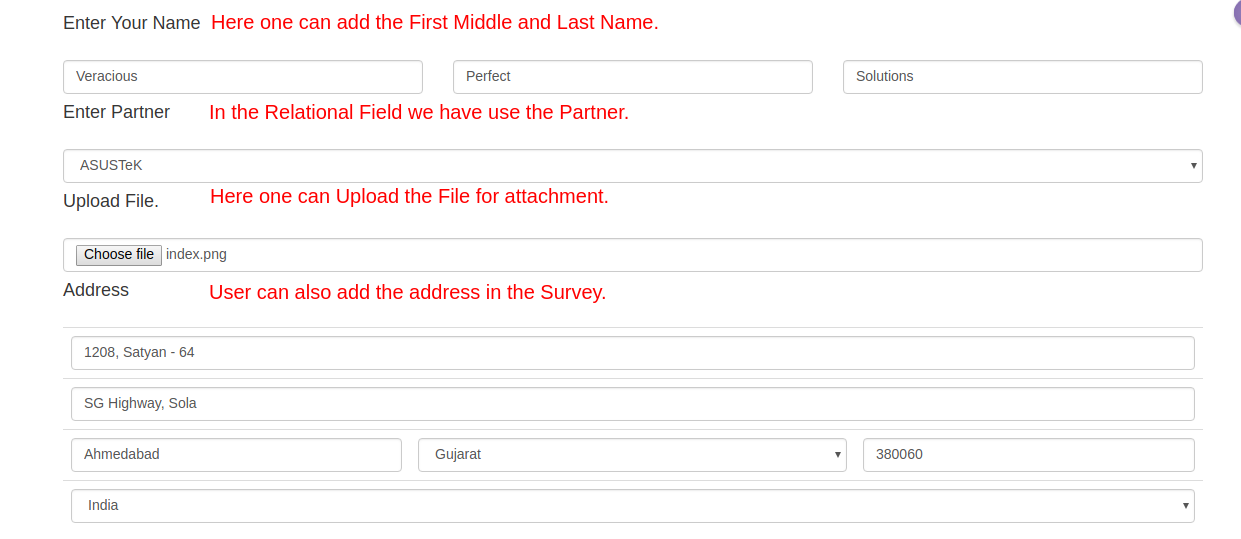 Enter Your Name Here one can add the First Middle and Last Name.
Veracious Perfect Solutions
Enter Partner In the Relational Field we have use the Partner.
ASUSTeK
Upload File. Here one can Upload the File for attachment.
Choose file index.png
Address User can also add the address in the Survey.
1208, Satyan - 64
SG Highway, Sola
Ahmedabad Gujarat 380060
India